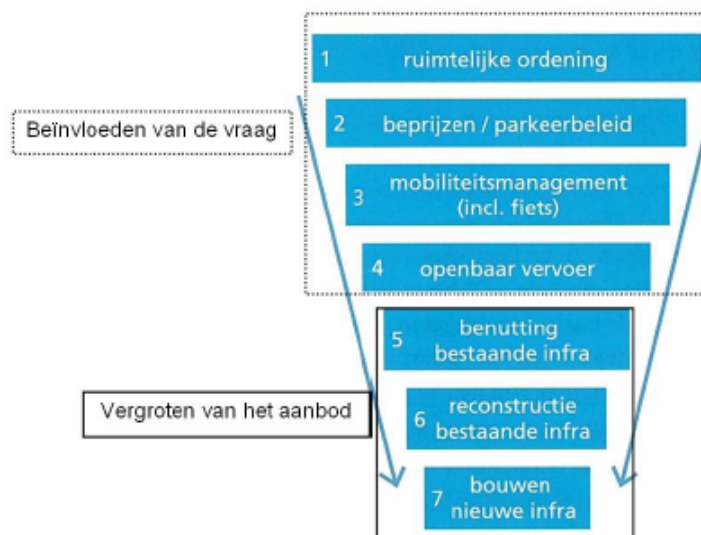 1 ruimtelijke ordening
Beïnvloeden van de vraag
2 beprijzen / parkeerbeleid
3 mobiliteitsmanagement
(incl. fiets)
4 openbaar vervoer
5 benutting
bestaande infra
Vergroten van het aanbod
6 reconstructie
bestaande infra
7 bouwen
nieuwe infra